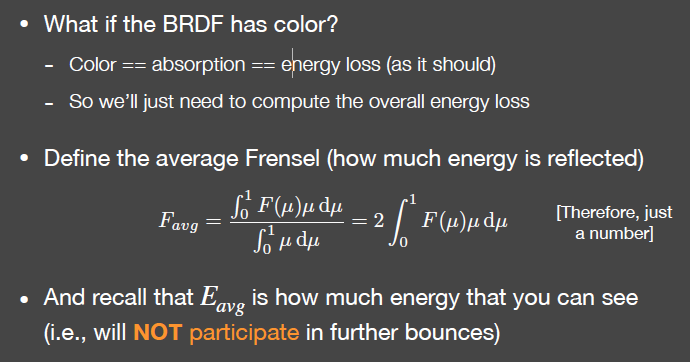 • What if the BRDF has color?
- Color == absorption == energy loss (as it should)
- So we'll just need to compute the overall energy loss
• Define the average Frensel (how much energy is reflected)
F_{avg} = \frac{\int_0^1 F(\mu)\mu \, d\mu}{\int_0^1 \mu \, d\mu} = 2 \int_0^1 F(\mu)\mu \, d\mu
[Therefore, just
a number]
• And recall that E_{avg} is how much energy that you can see
(i.e., will NOT participate in further bounces)